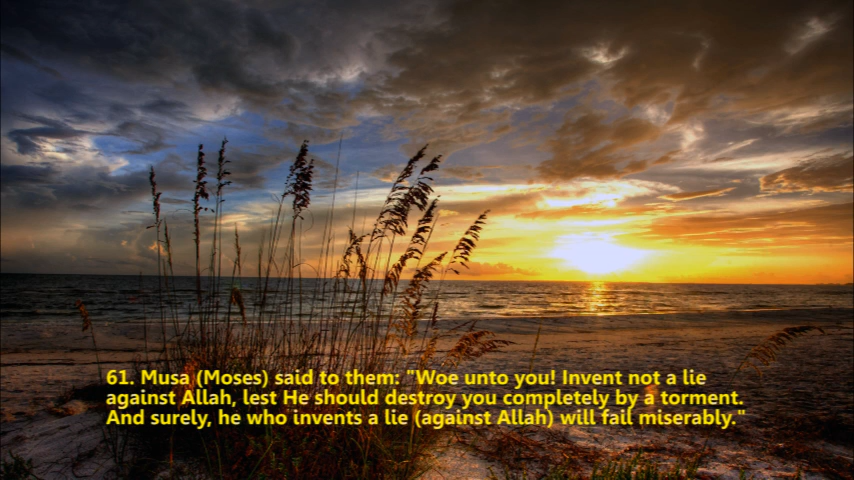 61. Musa (Moses) said to them: "Woe unto you! Invent not a lie
against Allah, lest He should destroy you completely by a torment.
And surely, he who invents a lie (against Allah) will fail miserably."